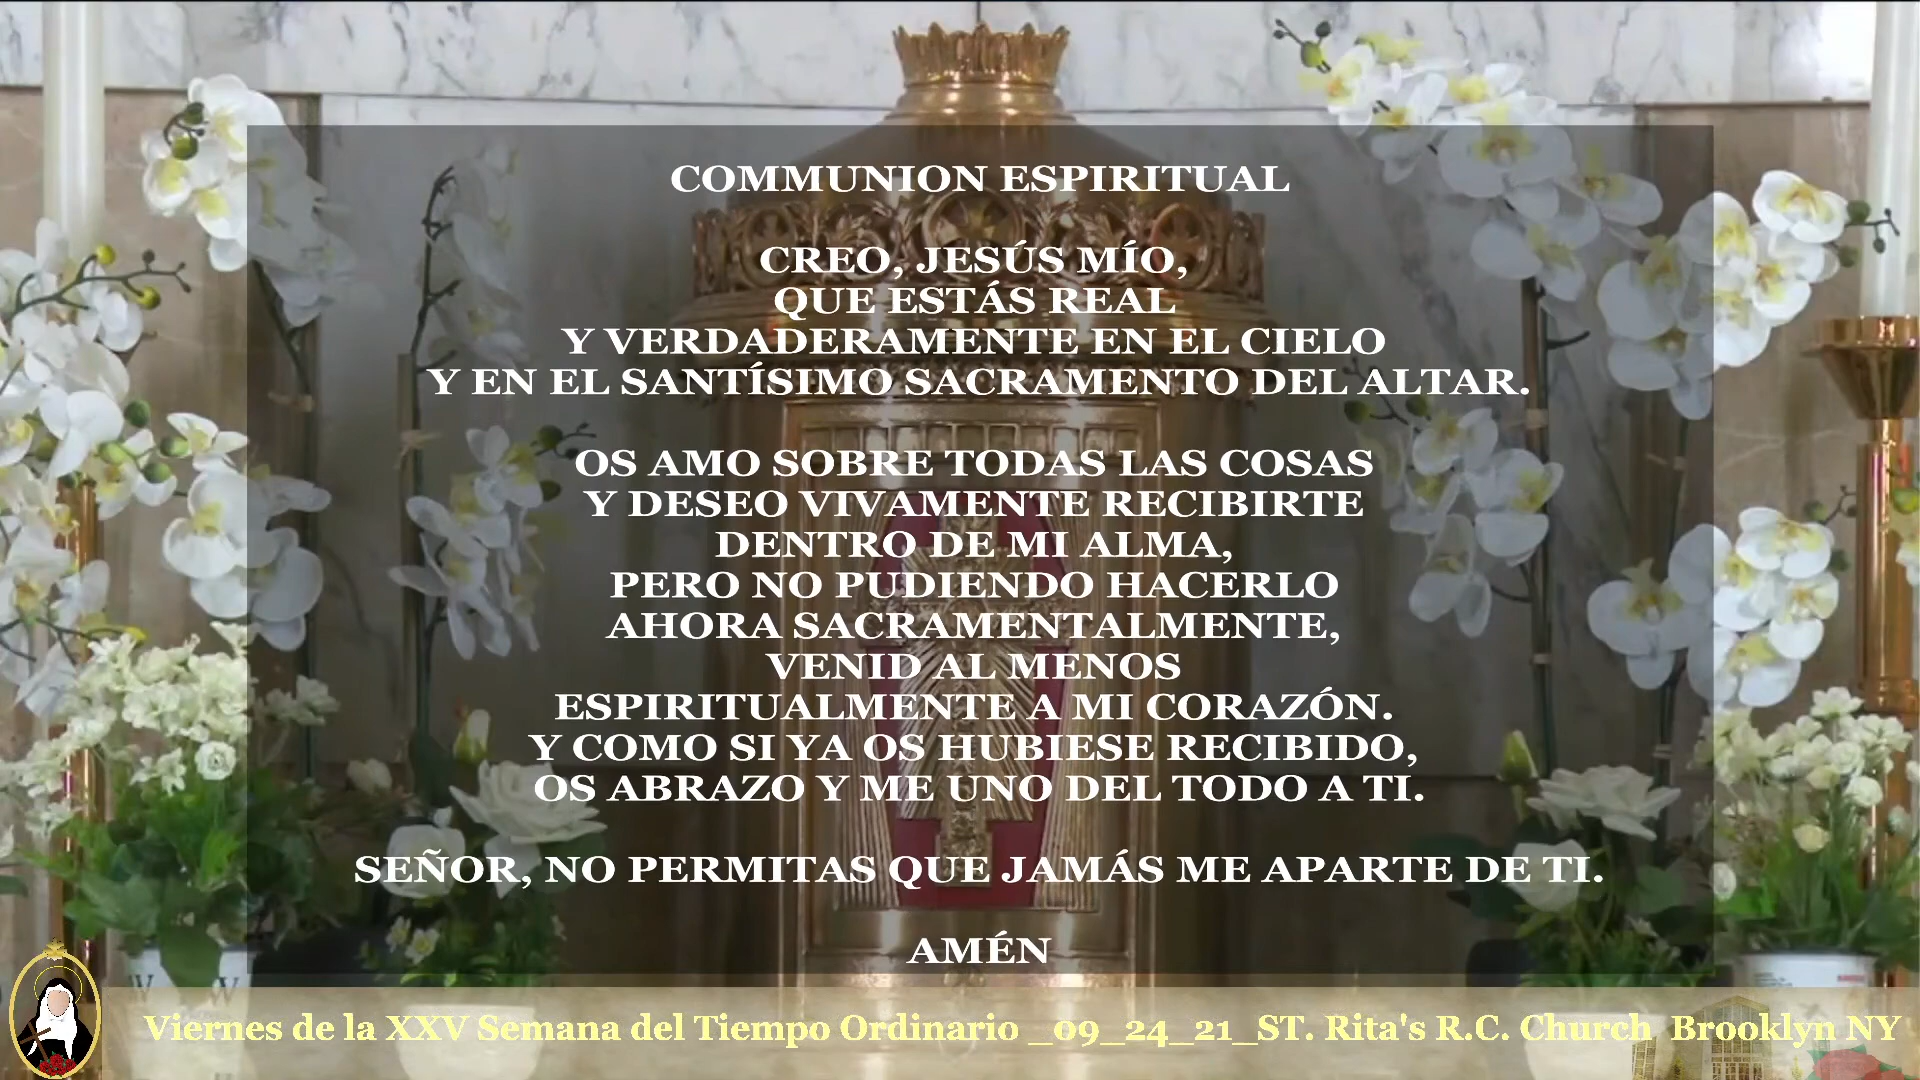 COMMUNION ESPIRITUAL
CREO, JESÚS MÍO,
QUE ESTÁS REAL
Y VERDADERAMENTE EN EL CIELO
Y EN EL SANTÍSIMO SACRAMENTO DEL ALTAR.
OS AMO SOBRE TODAS LAS COSAS
Y DESEO VIVAMENTE RECIBIRTE
DENTRO DE MI ALMA,
PERO NO PUDIENDO HACERLO
AHORA SACRAMENTALMENTE,
VENID AL MENOS
ESPIRITUALMENTE A MI CORAZÓN.
Y COMO SI YA OS HUBIESE RECIBIDO,
OS ABRAZO Y ME UNO DEL TODO A TI.
SEÑOR, NO PERMITAS QUE JAMÁS ME APARTE DE TI.
AMÉN
Viernes de la XXV Semana del Tiempo Ordinario _09_24_21_ST. Rita's R.C. Church Brooklyn NY